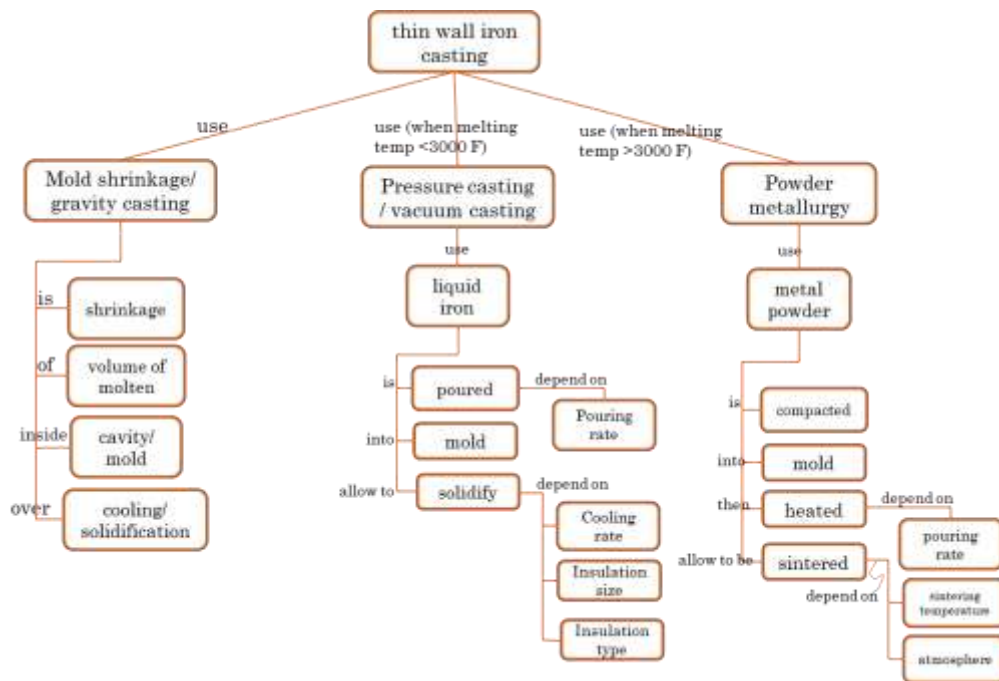 thin wall iron
casting
use
use (when melting
temp <3000 F)
use (when melting
temp >3000 F)
Mold shrinkage/
gravity casting
Pressure casting
/ vacuum casting
Powder
metallurgy
is
shrinkage
of
volume of
molten
inside
cavity/
mold
over
cooling/
solidification
use
liquid
iron
is
poured
depend on
Pouring
rate
into
mold
allow to
solidify
depend on
Cooling
rate
Insulation
size
Insulation
type
use
metal
powder
is
compacted
into
mold
then
heated
depend on
pouring
rate
allow to be
sintered
depend on
sintering
temperature
atmosphere